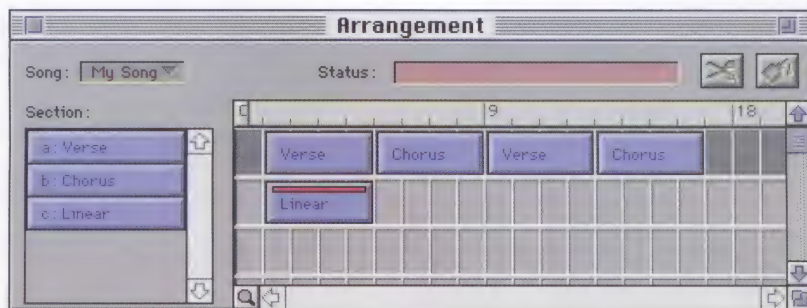 Arrangement
Song: My Song
Status:
Section:
9 18
a: Verse
b: Chorus
c: Linear
Verse Chorus Verse Chorus
Linear